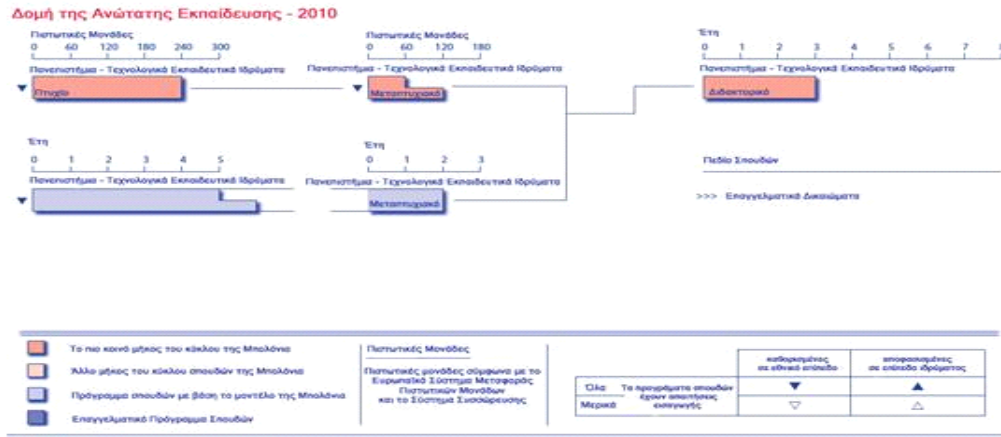 Δομή της Ανώτατης Εκπαίδευσης - 2010
Πιστωτικές Μονάδες
0 60 120 180 240 300
Πανεπιστήμια - Τεχνολογικά Εκπαιδευτικά Ιδρύματα
Πτυχίο
Πιστωτικές Μονάδες
0 60 120 180
Πανεπιστήμια - Τεχνολογικά Εκπαιδευτικά Ιδρύματα
Μεταπτυχιακό
Έτη
0 1 2 3 4 5 6 7
Πανεπιστήμια - Τεχνολογικά Εκπαιδευτικά Ιδρύματα
Διδακτορικό
Έτη
0 1 2 3 4 5
Πανεπιστήμια - Τεχνολογικά Εκπαιδευτικά Ιδρύματα
Έτη
0 1 2 3
Πανεπιστήμια - Τεχνολογικά Εκπαιδευτικά Ιδρύματα
Μεταπτυχιακό
Πεδίο Σπουδών
>>> Επαγγελματικά Δικαιώματα
Το πιο κοινό μήκος του κύκλου της Μπολόνια
Άλλο μήκος του κύκλου σπουδών της Μπολόνια
Πρόγραμμα σπουδών με βάση το μοντέλο της Μπολόνια
Επαγγελματικό Πρόγραμμα Σπουδών
Πιστωτικές Μονάδες
Πιστωτικές μονάδες σύμφωνα με το
Ευρωπαϊκό Σύστημα Μεταφοράς
Πιστωτικών Μονάδων
και το Σύστημα Συσσώρευσης
καθορισμένος
σε εθνικό επίπεδο
αποφασισμένος
σε επίπεδο ιδρύματος
Όλα
Μερικά
Τα προγράματα σπουδών
έχουν απαιτήσεις
εισαγωγής